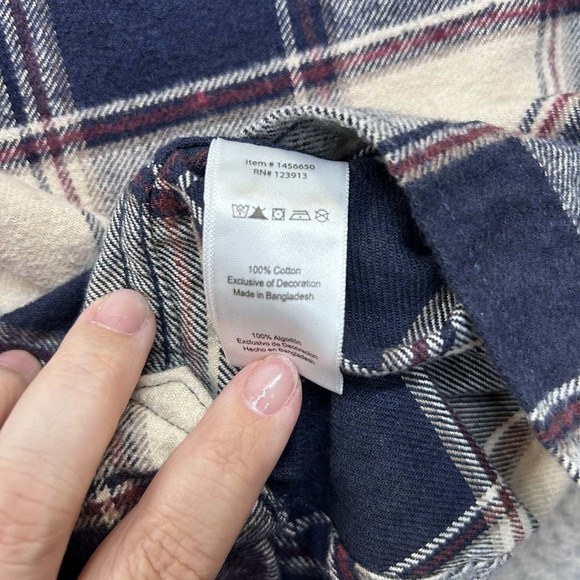 Item # 1456650
RN# 123913
100% Cotton
Exclusive of Decoration
Made in Bangladesh
100% Algodón
Exclusivo de Decoracion
Hecho en Bangladesh